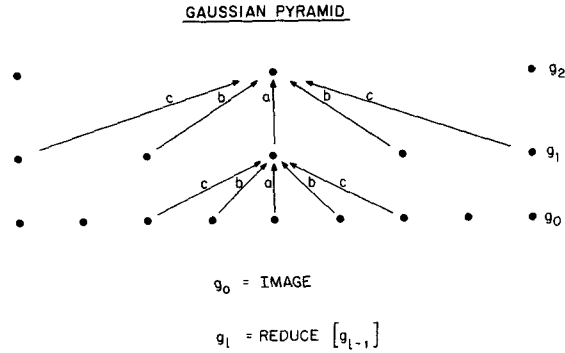 GAUSSIAN PYRAMID
g₂
c b a b c
g₁
c b a b c
g₀
g₀ = IMAGE
gₗ = REDUCE [gₗ₋₁]